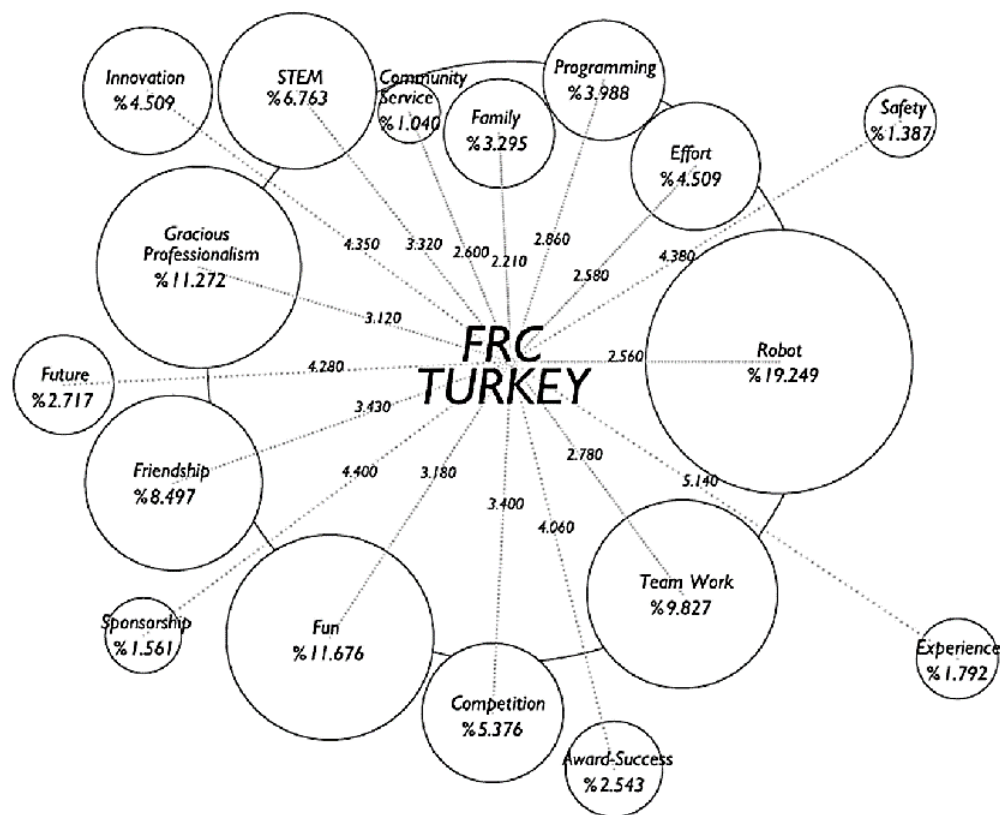 Innovation
%4.509
STEM
%6.763
Community
Service
%1.040
Family
%3.295
Programming
%3.988
Effort
%4.509
Safety
%1.387
Gracious
Professionalism
%11.272
4.350
3.320
2.600
2.210
2.860
2.580
4.380
3.120
FRC
TURKEY
2.560
Robot
%19.249
Future
%2.717
4.280
3.430
Friendship
%8.497
4.400
3.180
3.400
4.060
2.780
5.140
Team Work
%9.827
Sponsorship
%1.561
Fun
%11.676
Competition
%5.376
Award-Success
%2.543
Experience
%1.792